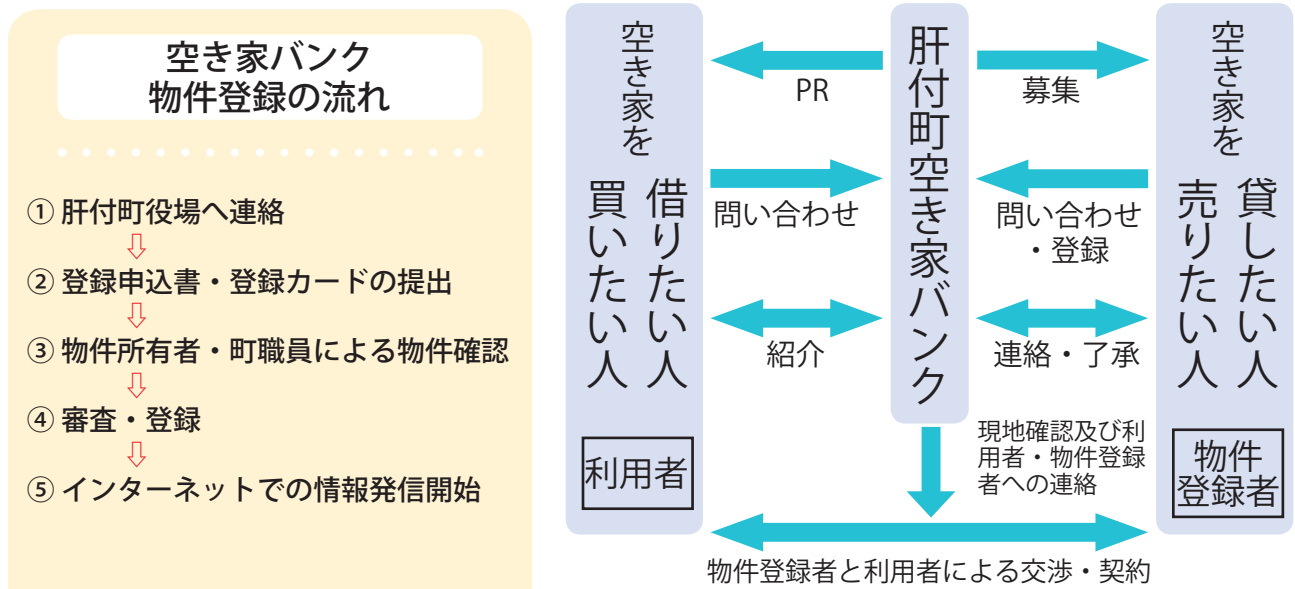 空き家バンク
物件登録の流れ
① 肝付町役場へ連絡
② 登録申込書・登録カードの提出
③ 物件所有者・町職員による物件確認
④ 審査・登録
⑤ インターネットでの情報発信開始
空き家を
借りたい人
買いたい人
利用者
PR
問い合わせ
紹介
肝付町空き家バンク
募集
問い合わせ
・登録
連絡・了承
現地確認及び利
用者・物件登録
者への連絡
空き家を
貸したい人
売りたい人
物件
登録者
物件登録者と利用者による交渉・契約